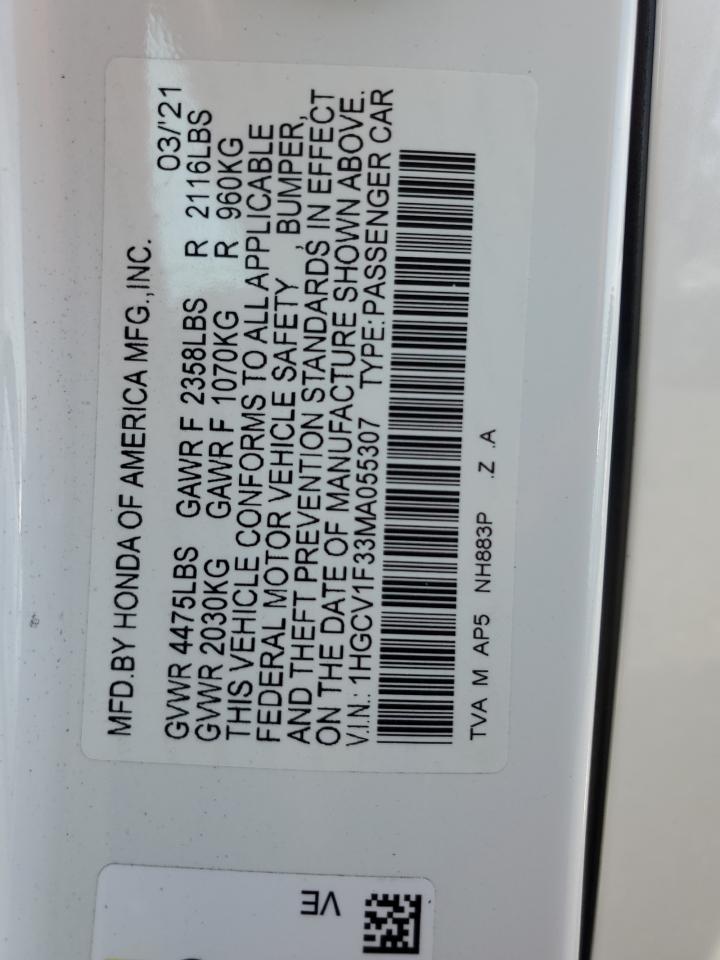 MFD.BY HONDA OF AMERICA MFG.,INC. 03/'21
GVWR 4475LBS GAWR F 2358LBS R 2116LBS
GVWR 2030KG GAWR F 1070KG R 960KG
THIS VEHICLE CONFORMS TO ALL APPLICABLE
FEDERAL MOTOR VEHICLE SAFETY , BUMPER,
AND THEFT PREVENTION STANDARDS IN EFFECT
ON THE DATE OF MANUFACTURE SHOWN ABOVE.
V.I.N.: 1HGCV1F33MA055307 TYPE:PASSENGER CAR
TVA M AP5 NH883P .Z .A
VE